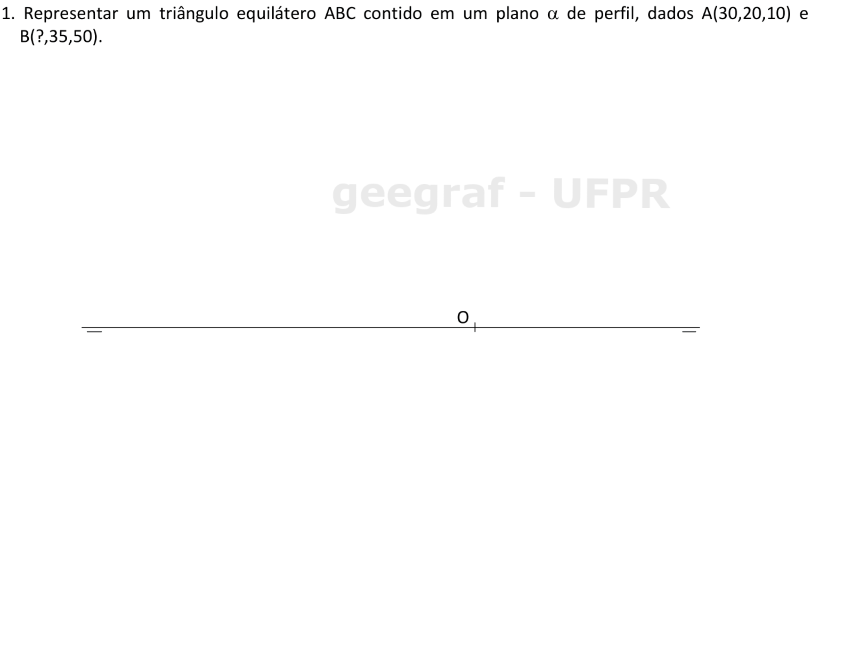 1. Representar um triângulo equilátero ABC contido em um plano α de perfil, dados A(30,20,10) e
B(?,35,50).
geegraf - UFPR
O